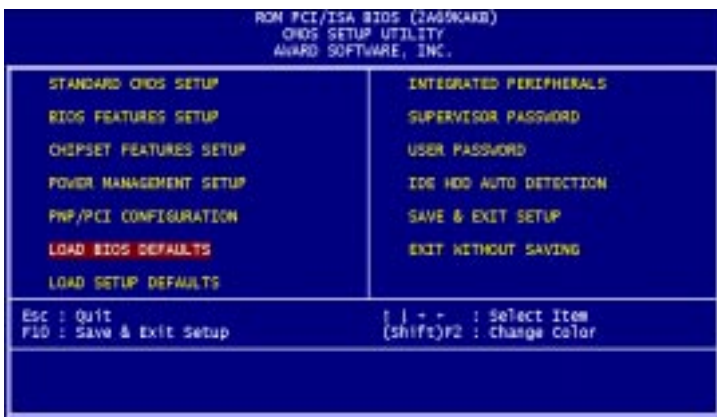 ROM PCI/ISA BIOS (2A69KAKB)
CMOS SETUP UTILITY
AWARD SOFTWARE, INC.
STANDARD CMOS SETUP
BIOS FEATURES SETUP
CHIPSET FEATURES SETUP
POWER MANAGEMENT SETUP
PNP/PCI CONFIGURATION
LOAD BIOS DEFAULTS
LOAD SETUP DEFAULTS
INTEGRATED PERIPHERALS
SUPERVISOR PASSWORD
USER PASSWORD
IDE HDD AUTO DETECTION
SAVE & EXIT SETUP
EXIT WITHOUT SAVING
Esc : Quit
F10 : Save & Exit Setup
: Select Item
(Shift)F2 : Change Color